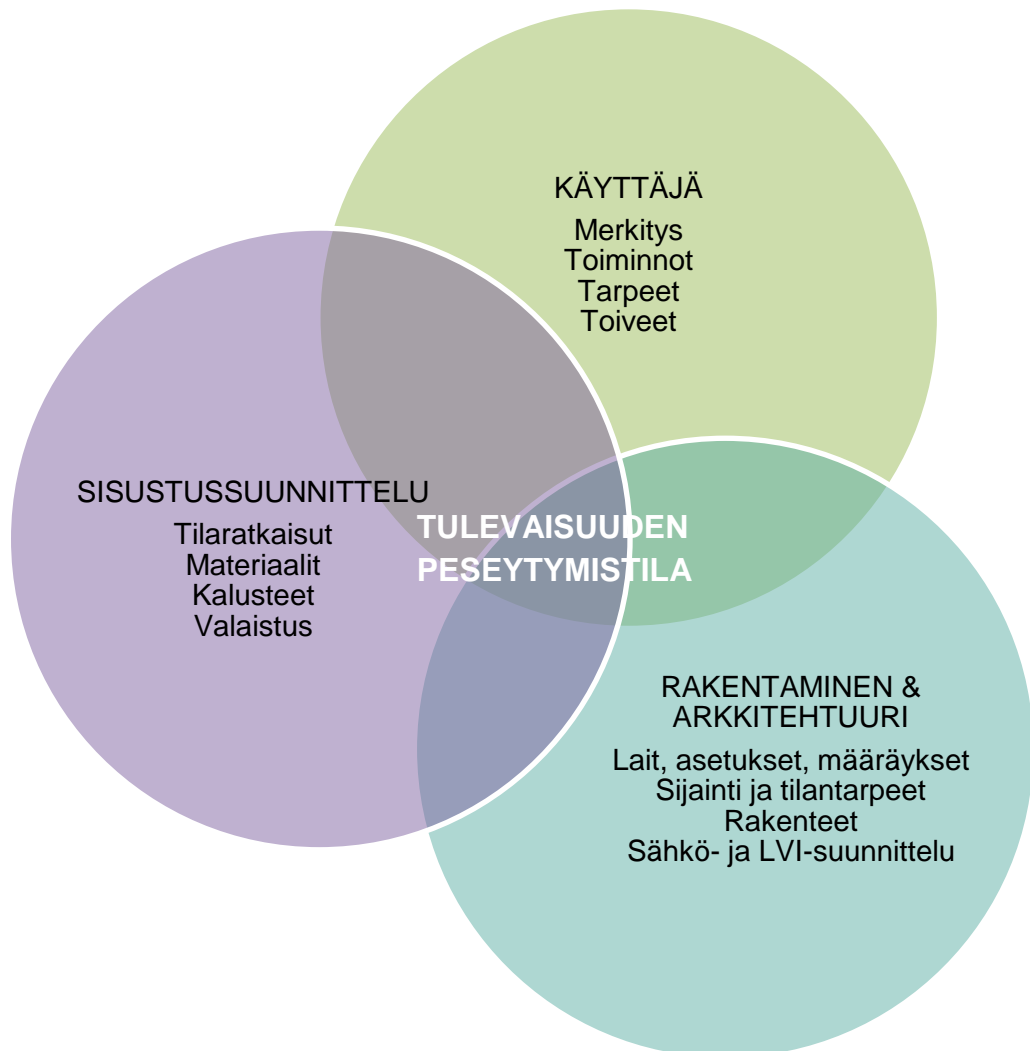 KÄYTTÄJÄ
Merkitys
Toiminnot
Tarpeet
Toiveet
SISUSTUSSUUNNITTELU
Tilaratkaisut
Materiaalit
Kalusteet
Valaistus
TULEVAISUUDEN
PESEYTYMISTILA
RAKENTAMINEN &
ARKKITEHTUURI
Lait, asetukset, määräykset
Sijainti ja tilantarpeet
Rakenteet
Sähkö- ja LVI-suunnittelu